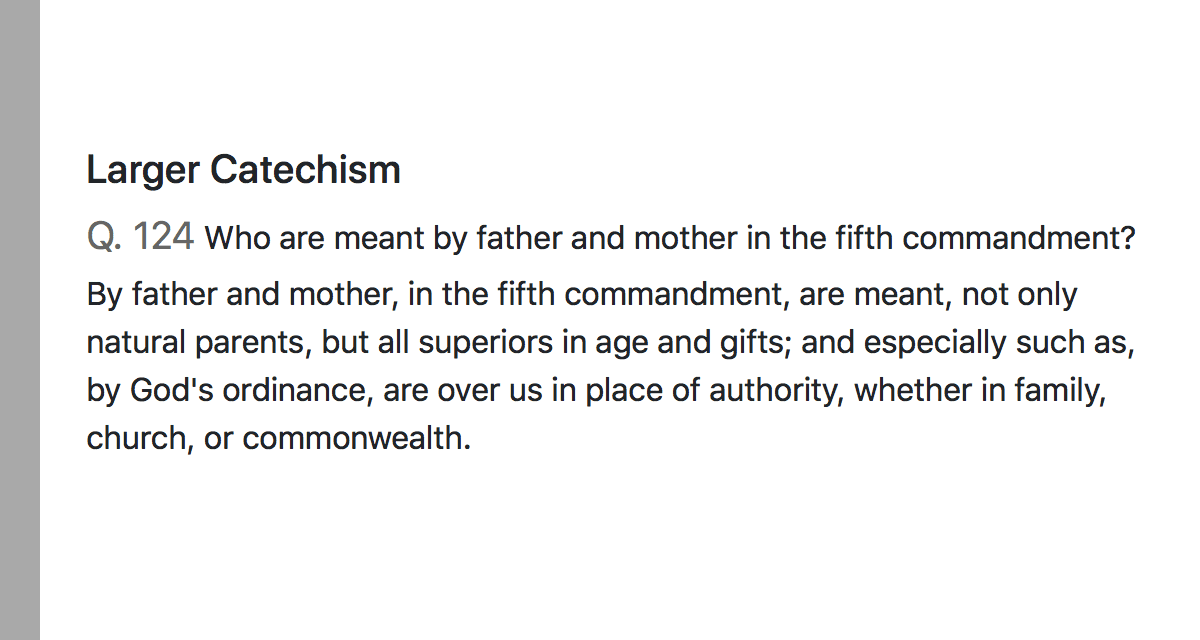 Larger Catechism
Q. 124 Who are meant by father and mother in the fifth commandment?
By father and mother, in the fifth commandment, are meant, not only
natural parents, but all superiors in age and gifts; and especially such as,
by God's ordinance, are over us in place of authority, whether in family,
church, or commonwealth.